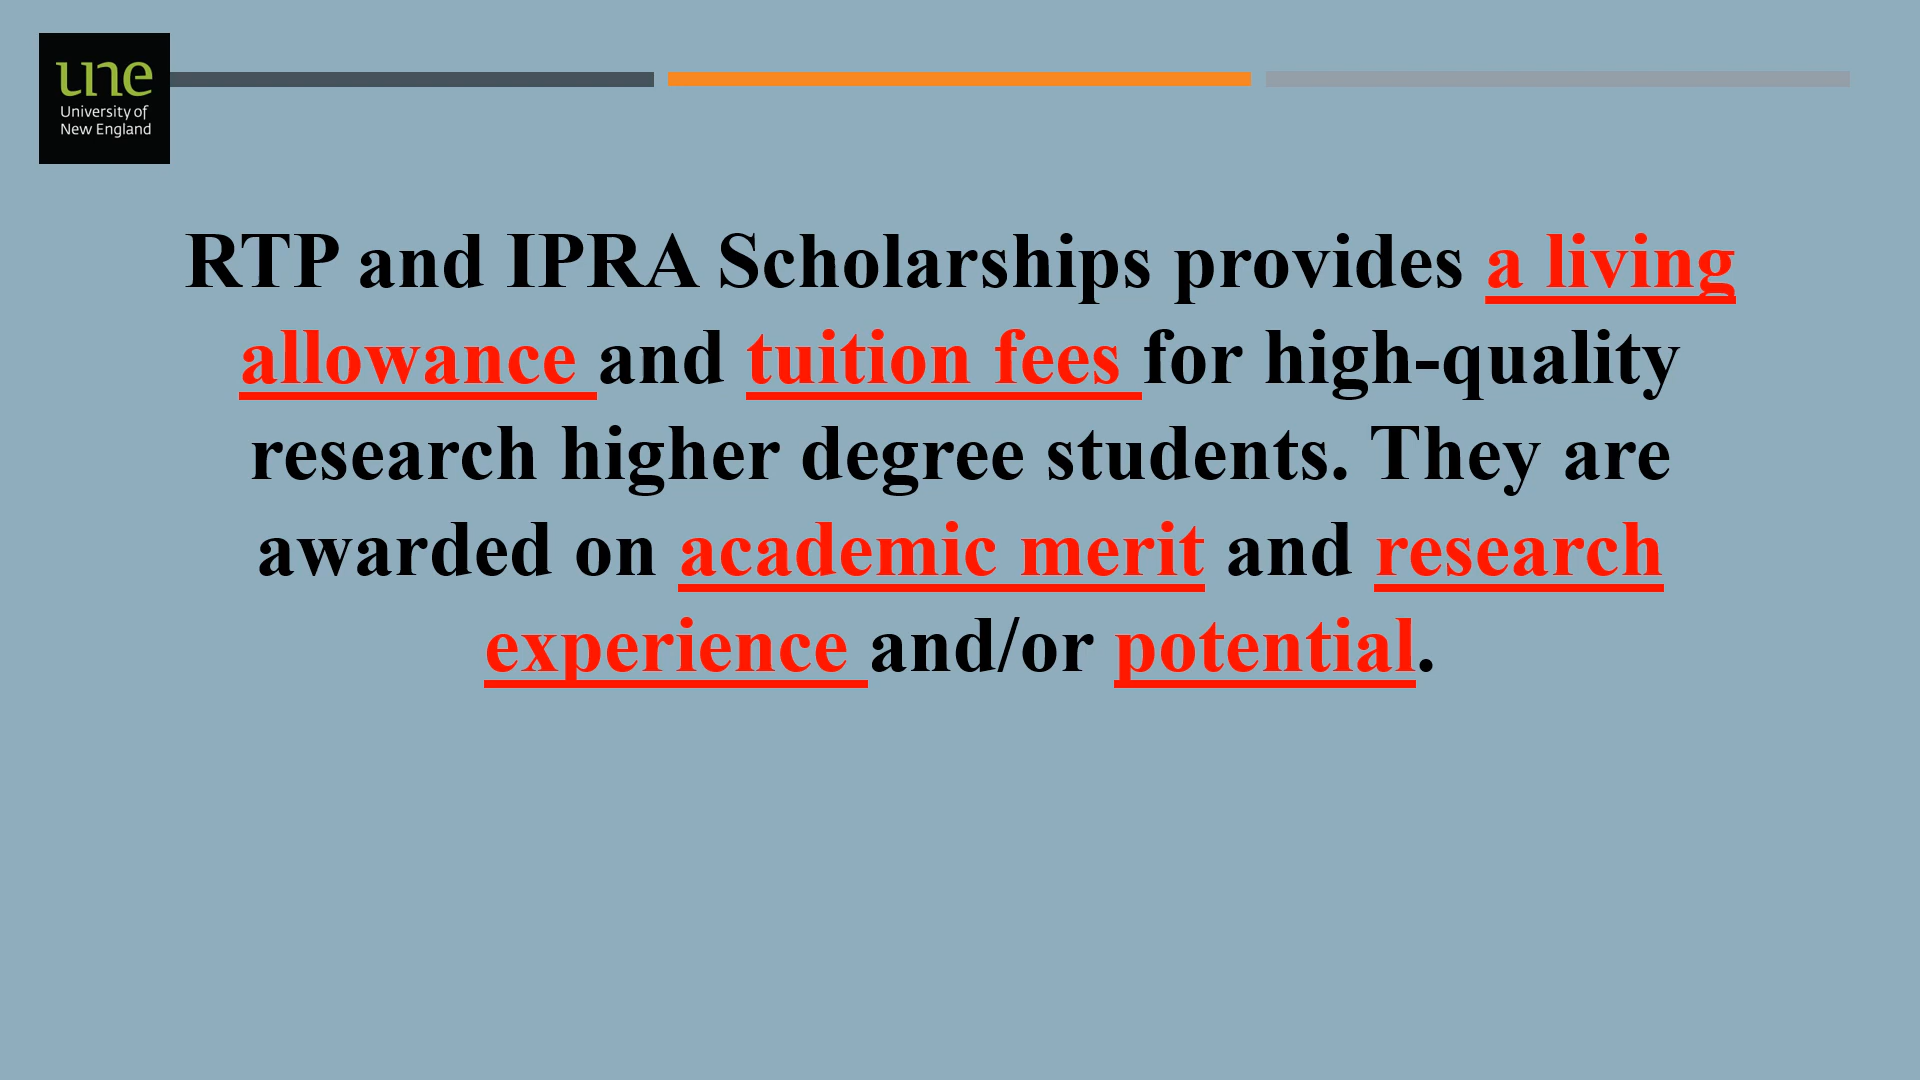 une
University of
New England
RTP and IPRA Scholarships provides a living
allowance and tuition fees for high-quality
research higher degree students. They are
awarded on academic merit and research
experience and/or potential.